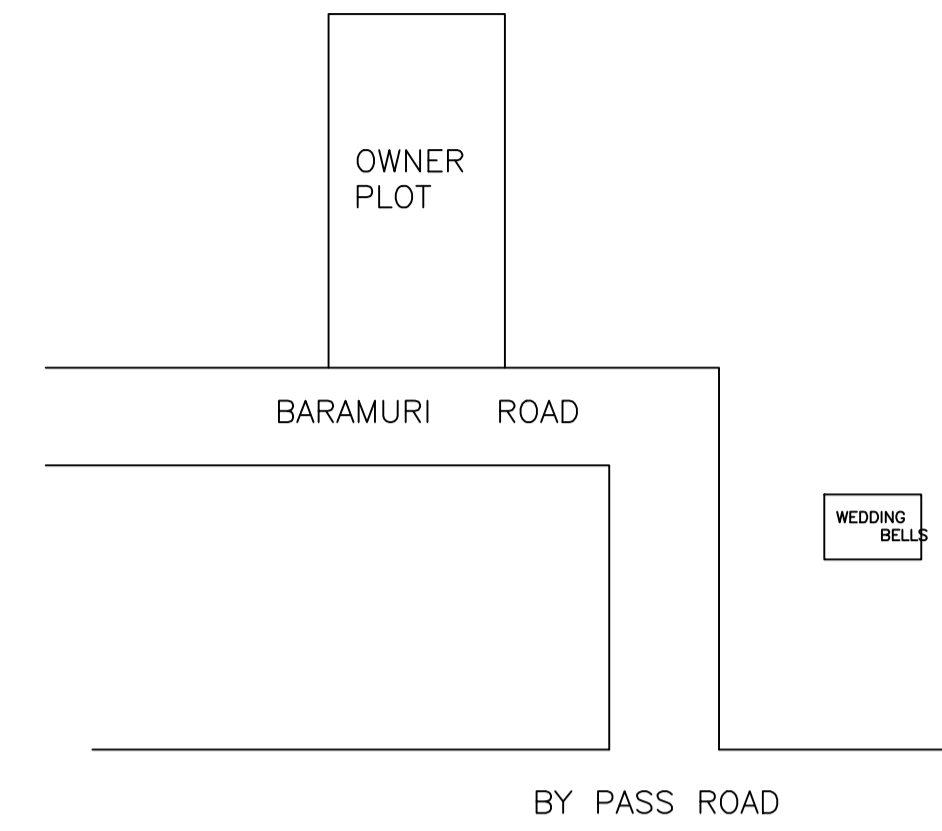 OWNER
PLOT
BARAMURI ROAD
WEDDING
BELLS
BY PASS ROAD